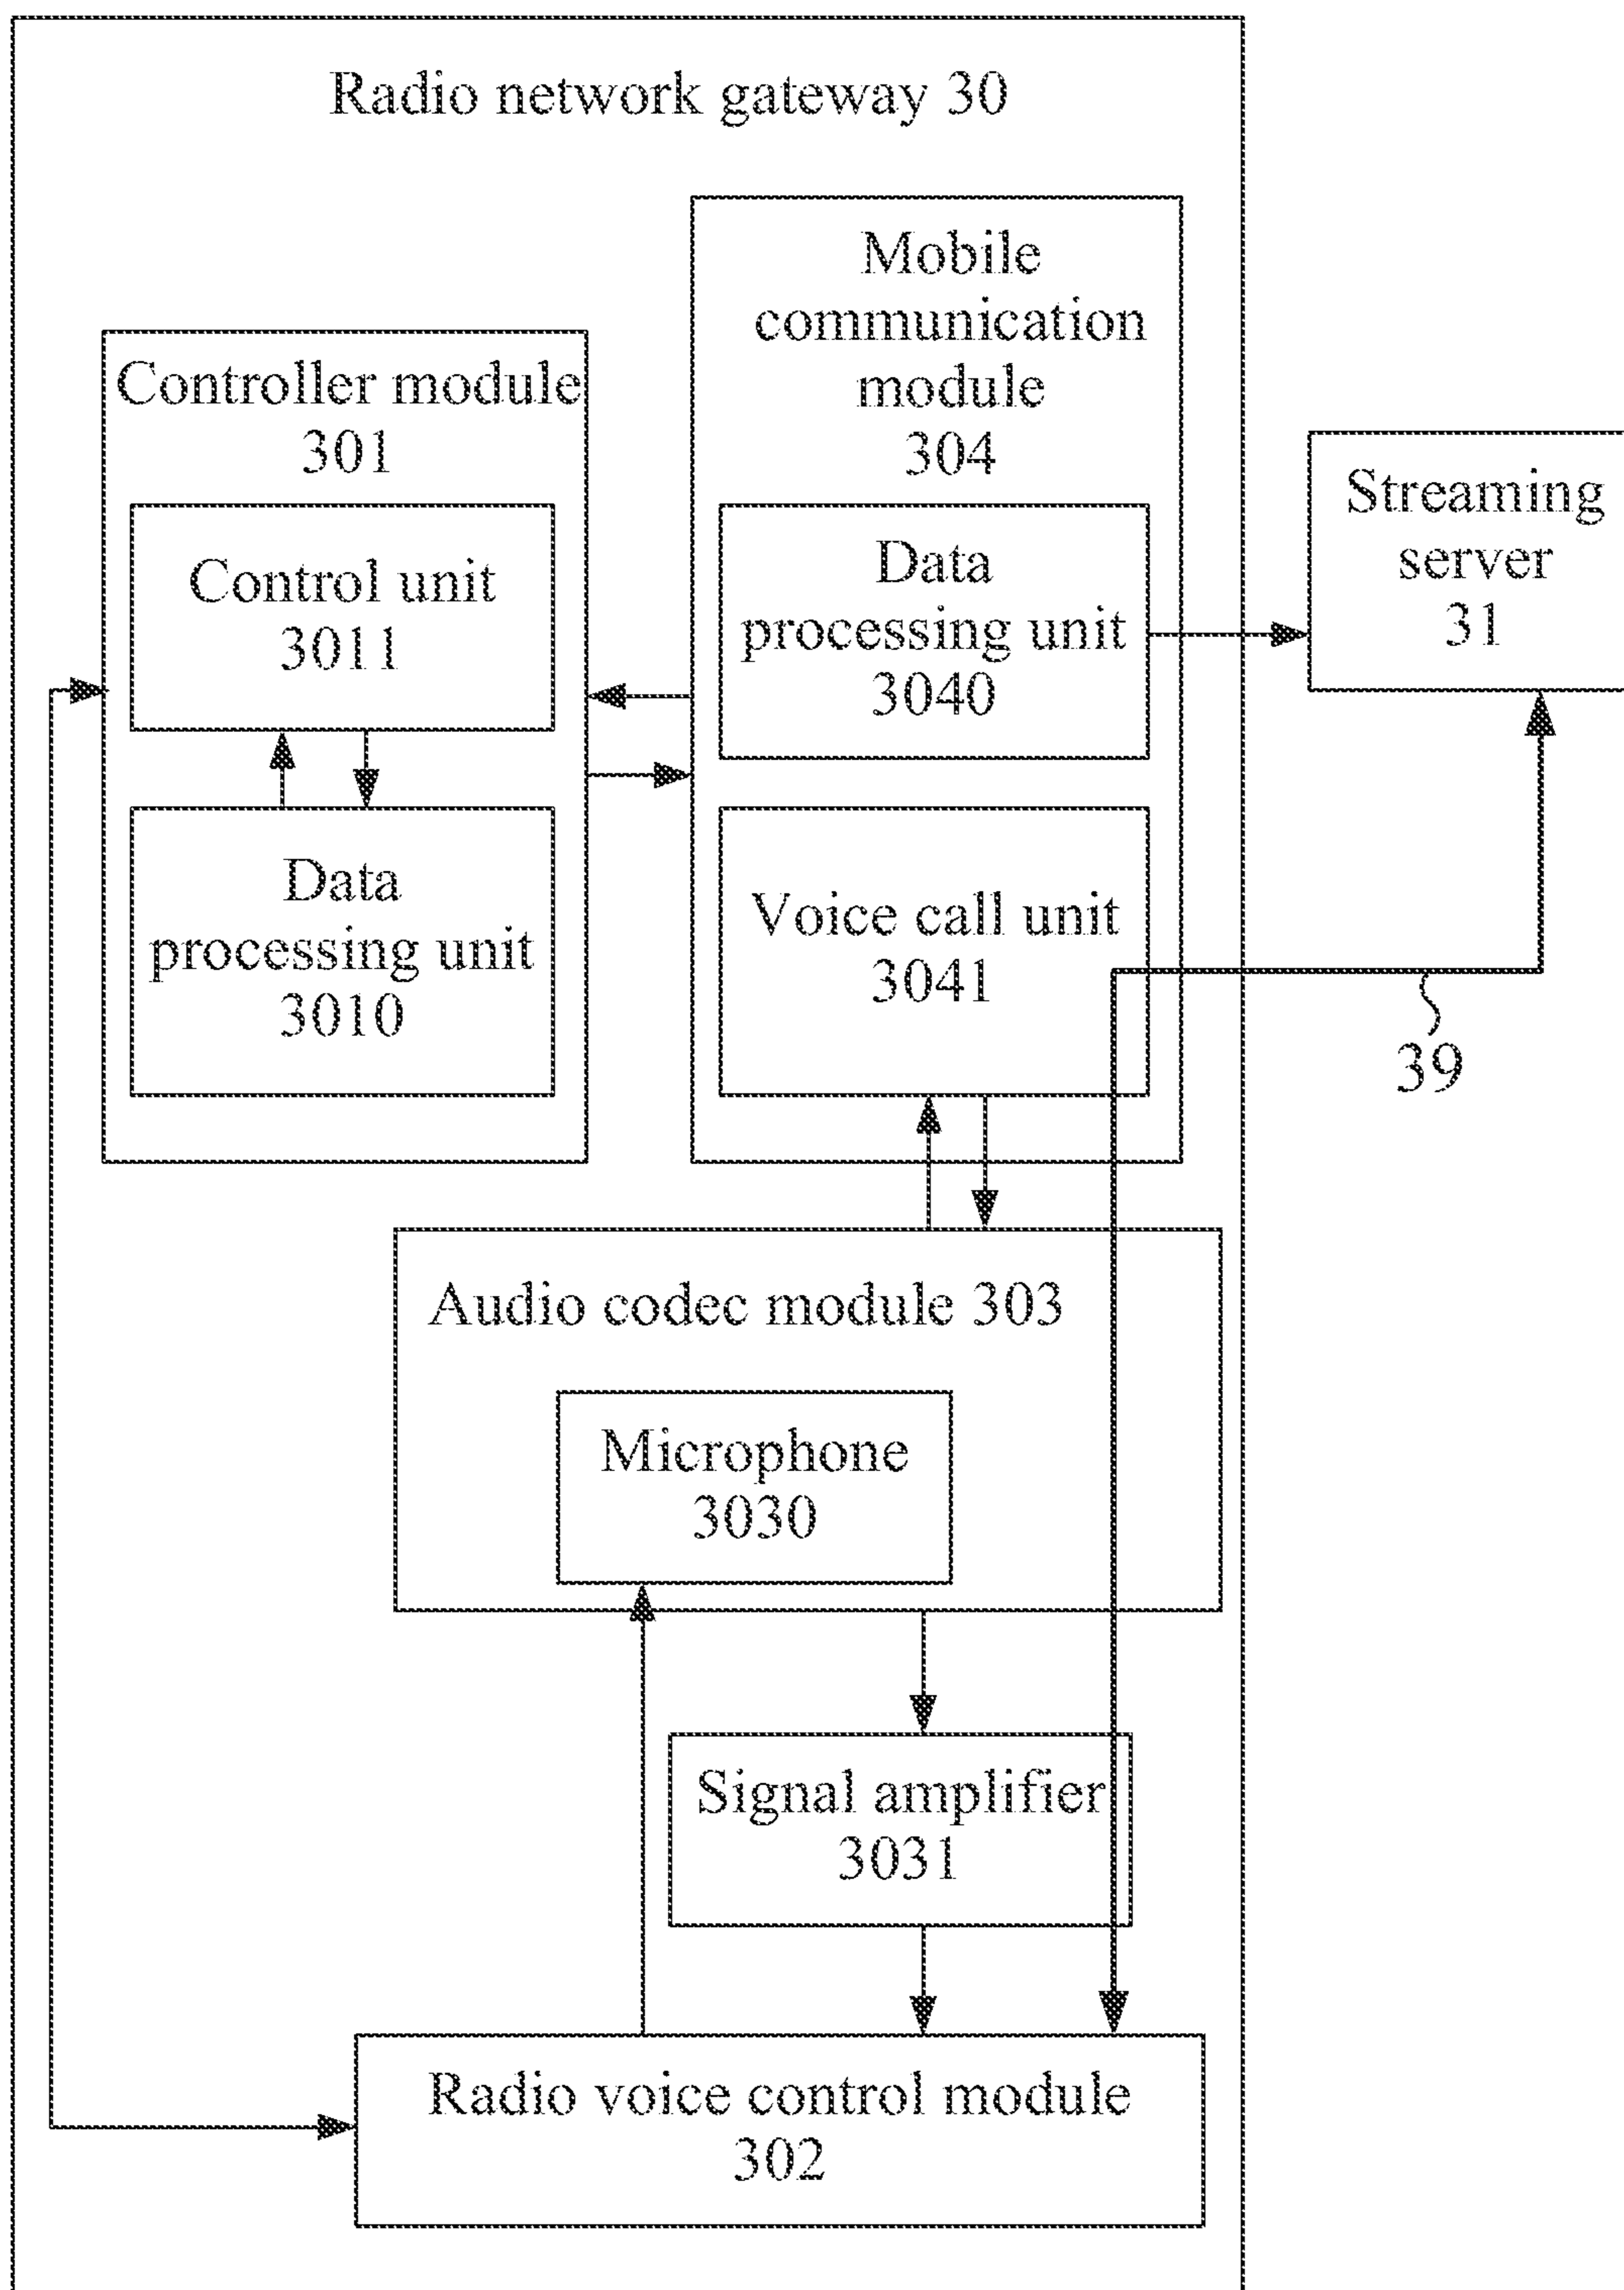 Radio network gateway 30
Mobile
communication
module
304
Controller module
301
Control unit
3011
Data
processing unit
3010
Data
processing unit
3040
Voice call unit
3041
Streaming
server
31
39
Audio codec module 303
Microphone
3030
Signal amplifier
3031
Radio voice control module
302